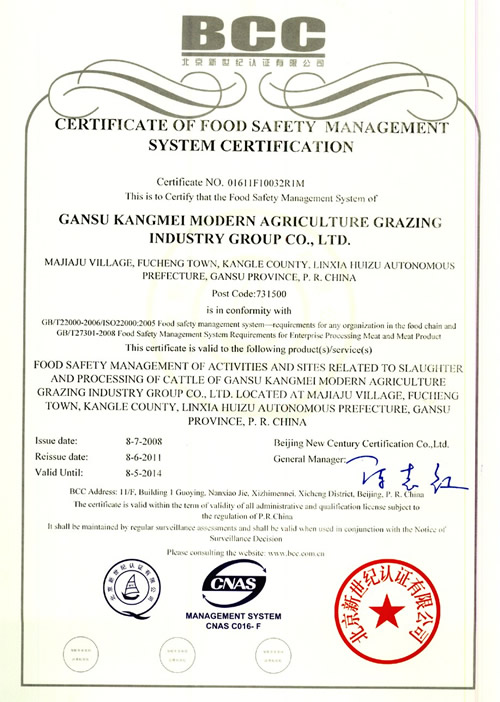 BCC
北京新世纪认证有限公司
CERTIFICATE OF FOOD SAFETY MANAGEMENT
SYSTEM CERTIFICATION
Certificate NO. 01611F10032R1M
This is to Certify that the Food Safety Management System of
GANSU KANGMEI MODERN AGRICULTURE GRAZING
INDUSTRY GROUP CO., LTD.
MAJIAJU VILLAGE, FUCHENG TOWN, KANGLE COUNTY, LINXIA HUIZU AUTONOMOUS
PREFECTURE, GANSU PROVINCE, P. R. CHINA
Post Code:731500
is in conformity with
GB/T22000-2006/ISO22000:2005 Food safety management system—requirements for any organization in the food chain and
GB/T27301-2008 Food Safety Management System Requirements for Enterprise Processing Meat and Meat Product
This certificate is valid to the following product(s)/service(s)
FOOD SAFETY MANAGEMENT OF ACTIVITIES AND SITES RELATED TO SLAUGHTER
AND PROCESSING OF CATTLE OF GANSU KANGMEI MODERN AGRICULTURE
GRAZING INDUSTRY GROUP CO., LTD. LOCATED AT MAJIAJU VILLAGE, FUCHENG
TOWN, KANGLE COUNTY, LINXIA HUIZU AUTONOMOUS PREFECTURE, GANSU
PROVINCE, P. R. CHINA
Issue date: 8-7-2008 Beijing New Century Certification Co.,Ltd.
Reissue date: 8-6-2011 General Manager:
Valid Until: 8-5-2014
BCC Address: 11/F, Building 1 Guoying, Nanxiao Jie, Xizhimennei, Xicheng District, Beijing, P. R. China
The certificate is valid within the term of validity of all administrative and qualification license subject to
the regulation of P.R.China
It shall be maintained by regular surveillance assessments and shall be valid when used in conjunction with the Notice of
Surveillance Decision
Please consulting the website: www.bcc.com.cn
北京新世纪认证有限公司
CNAS
MANAGEMENT SYSTEM
CNAS C016- F
北京新世纪认证有限公司